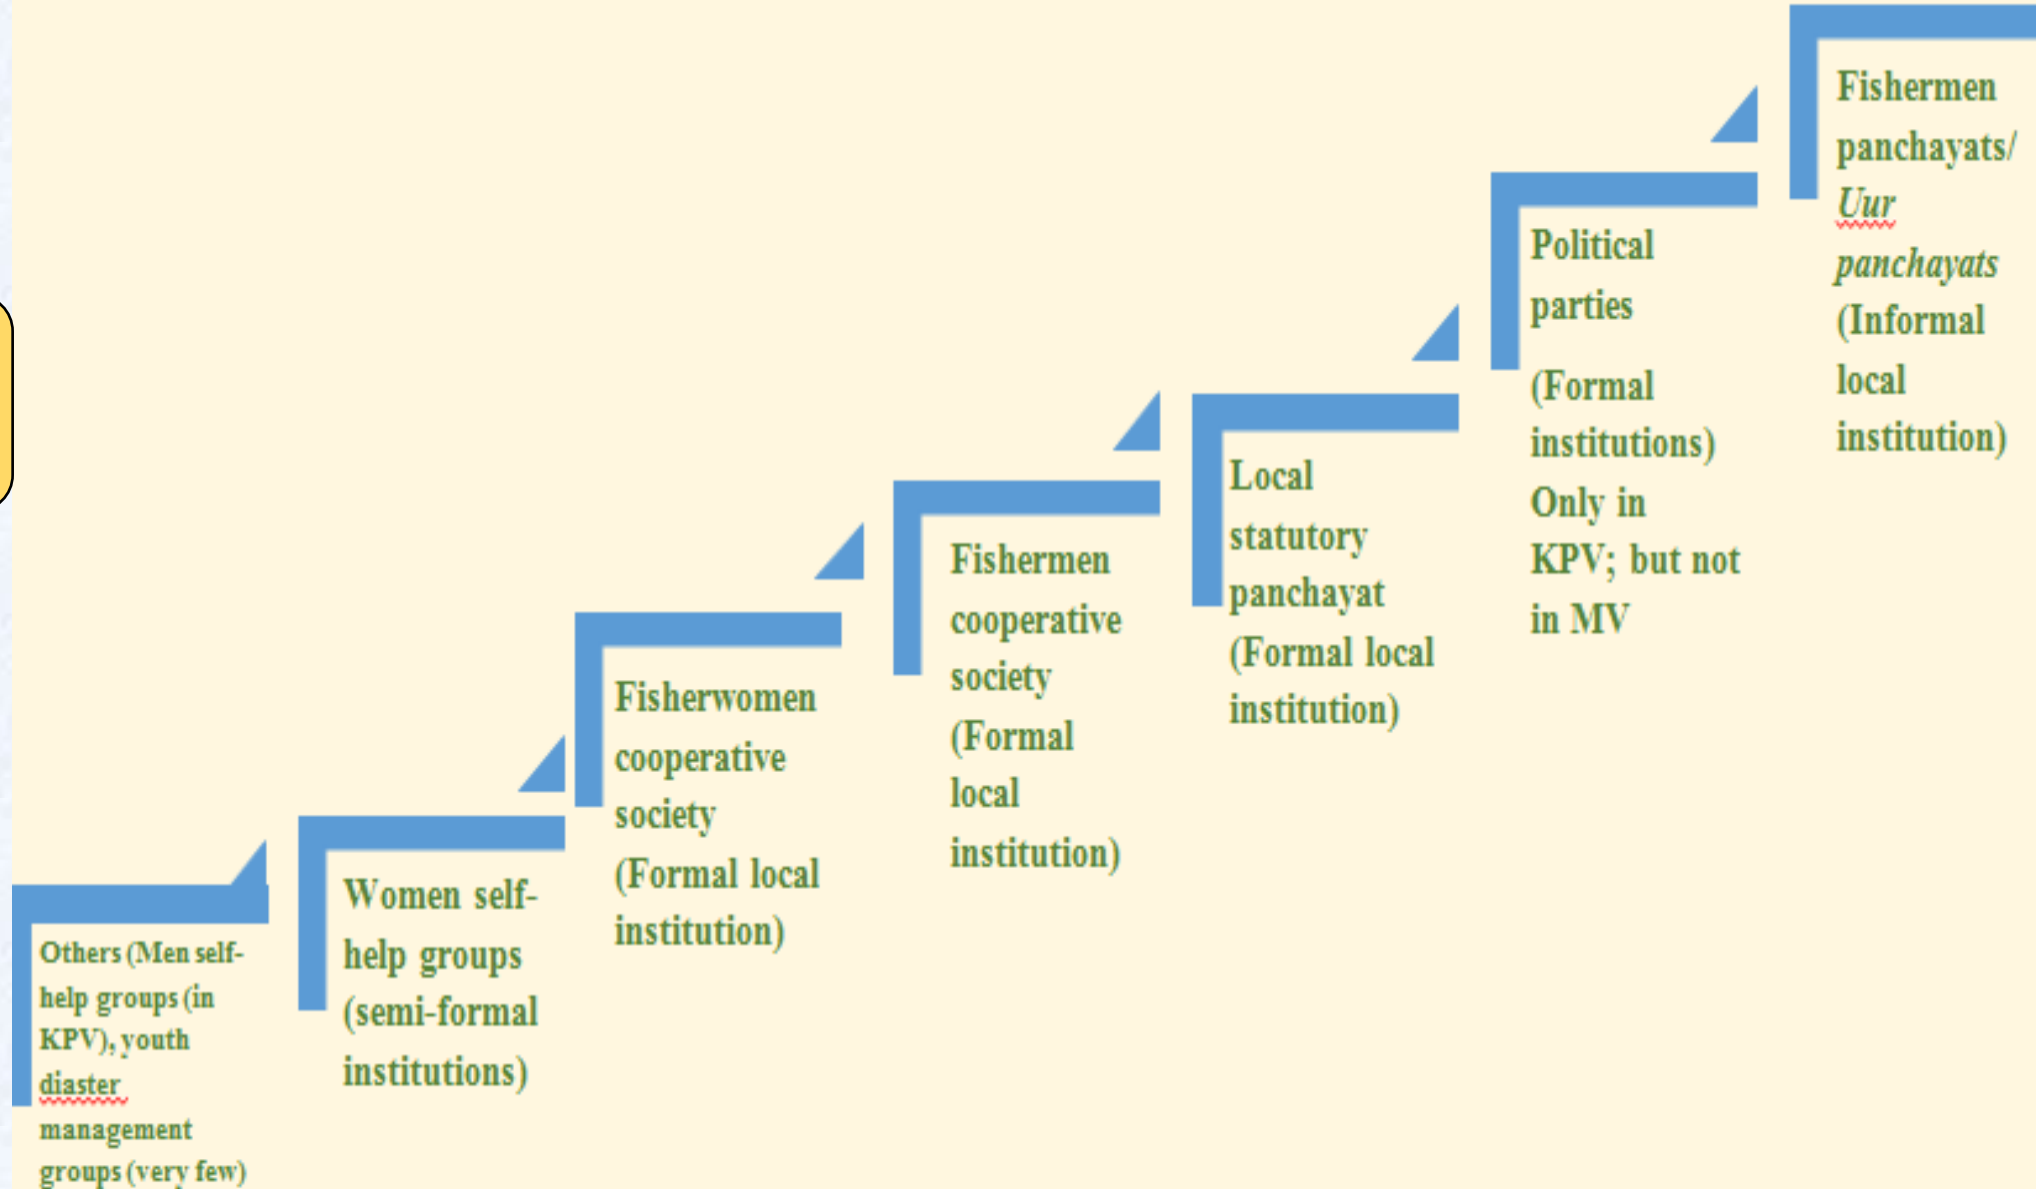 Others (Men self-
help groups (in
KPV), youth
diaster
management
groups (very few)
Women self-
help groups
(semi-formal
institutions)
Fisherwomen
cooperative
society
(Formal local
institution)
Fishermen
cooperative
society
(Formal
local
institution)
Local
statutory
panchayat
(Formal local
institution)
Political
parties
(Formal
institutions)
Only in
KPV; but not
in MV
Fishermen
panchayats/
Uur
panchayats
(Informal
local
institution)